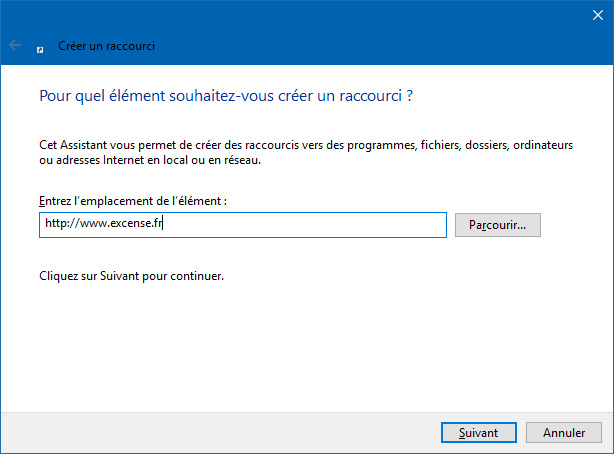 Créer un raccourci
Pour quel élément souhaitez-vous créer un raccourci ?
Cet Assistant vous permet de créer des raccourcis vers des programmes, fichiers, dossiers, ordinateurs
ou adresses Internet en local ou en réseau.
Entrez l’emplacement de l’élément :
http://www.excense.fr
Parcourir...
Cliquez sur Suivant pour continuer.
Suivant
Annuler